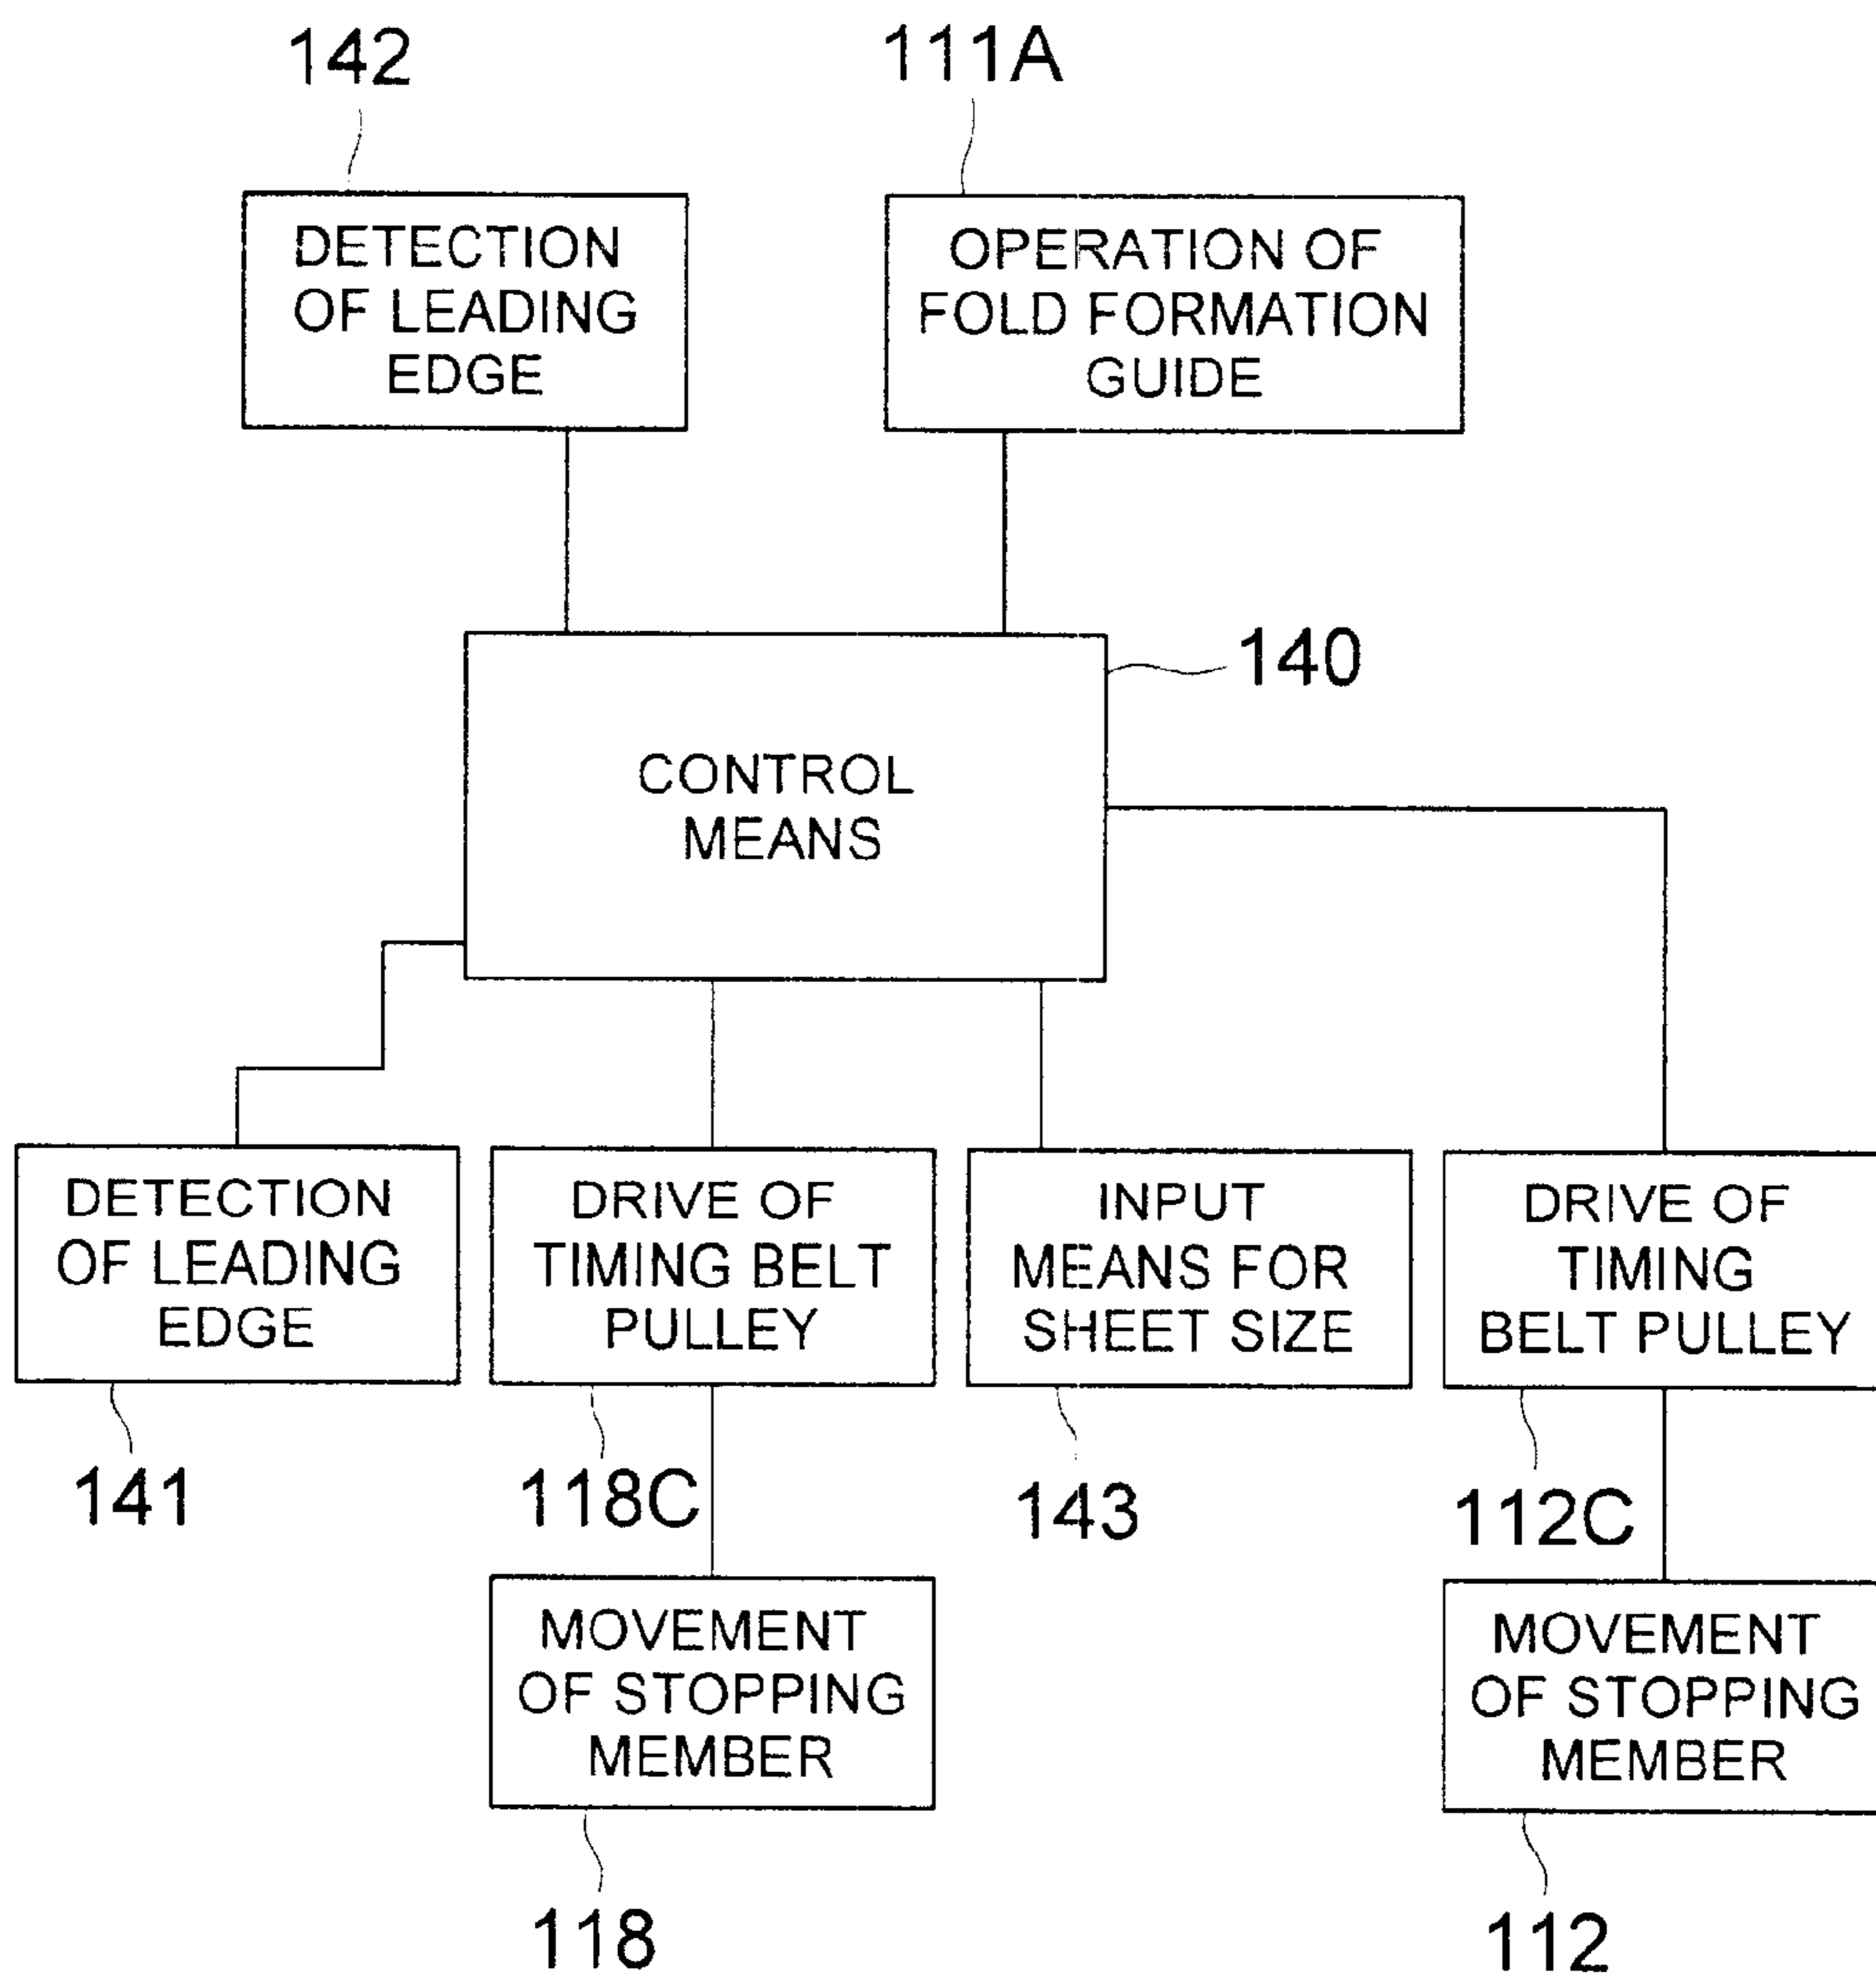 142
111A
DETECTION
OF LEADING
EDGE
OPERATION OF
FOLD FORMATION
GUIDE
140
CONTROL
MEANS
DETECTION
OF LEADING
EDGE
DRIVE OF
TIMING BELT
PULLEY
INPUT
MEANS FOR
SHEET SIZE
DRIVE OF
TIMING
BELT PULLEY
141
118C
143
112C
MOVEMENT
OF STOPPING
MEMBER
MOVEMENT
OF STOPPING
MEMBER
118
112